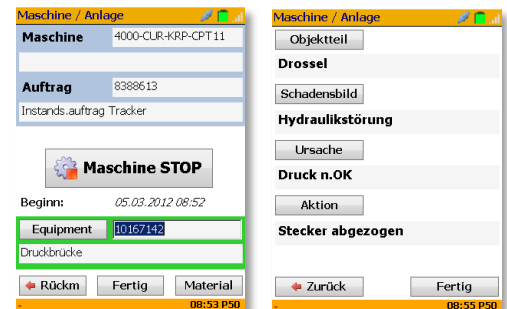 Maschine / Anlage
Maschine 4000-CUR-KRP-CPT11
Auftrag 8388613
Instands.auftrag Tracker
Maschine STOP
Beginn: 05.03.2012 08:52
Equipment 10167142
Druckbrücke
Rückm Fertig Material
- 08:53 P50
Maschine / Anlage
Objektteil
Drossel
Schadensbild
Hydraulikstörung
Ursache
Druck n.OK
Aktion
Stecker abgezogen
Zurück Fertig
- 08:55 P50